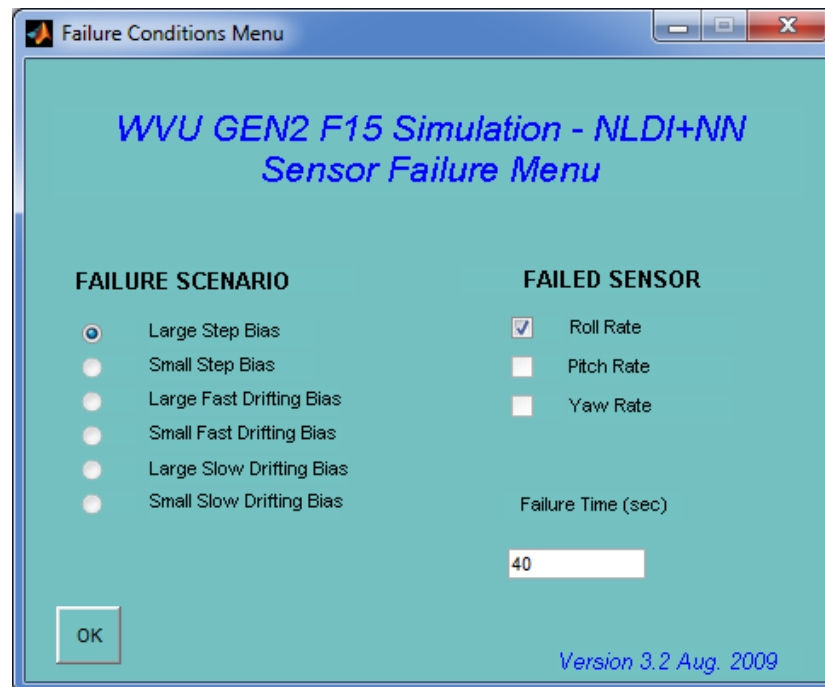 Failure Conditions Menu
WVU GEN2 F15 Simulation - NLDI+NN
Sensor Failure Menu
FAILURE SCENARIO
Large Step Bias
Small Step Bias
Large Fast Drifting Bias
Small Fast Drifting Bias
Large Slow Drifting Bias
Small Slow Drifting Bias
FAILED SENSOR
Roll Rate
Pitch Rate
Yaw Rate
Failure Time (sec)
40
OK
Version 3.2 Aug. 2009